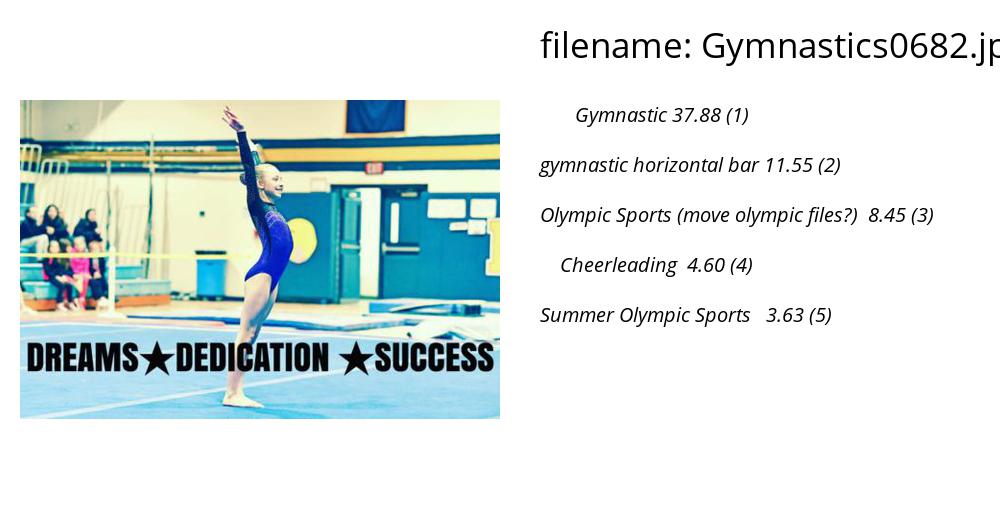 filename: Gymnastics0682.jp
Gymnastic 37.88 (1)
gymnastic horizontal bar 11.55 (2)
Olympic Sports (move olympic files?) 8.45 (3)
Cheerleading 4.60 (4)
Summer Olympic Sports 3.63 (5)
EXIT
DREAMS★DEDICATION ★SUCCESS